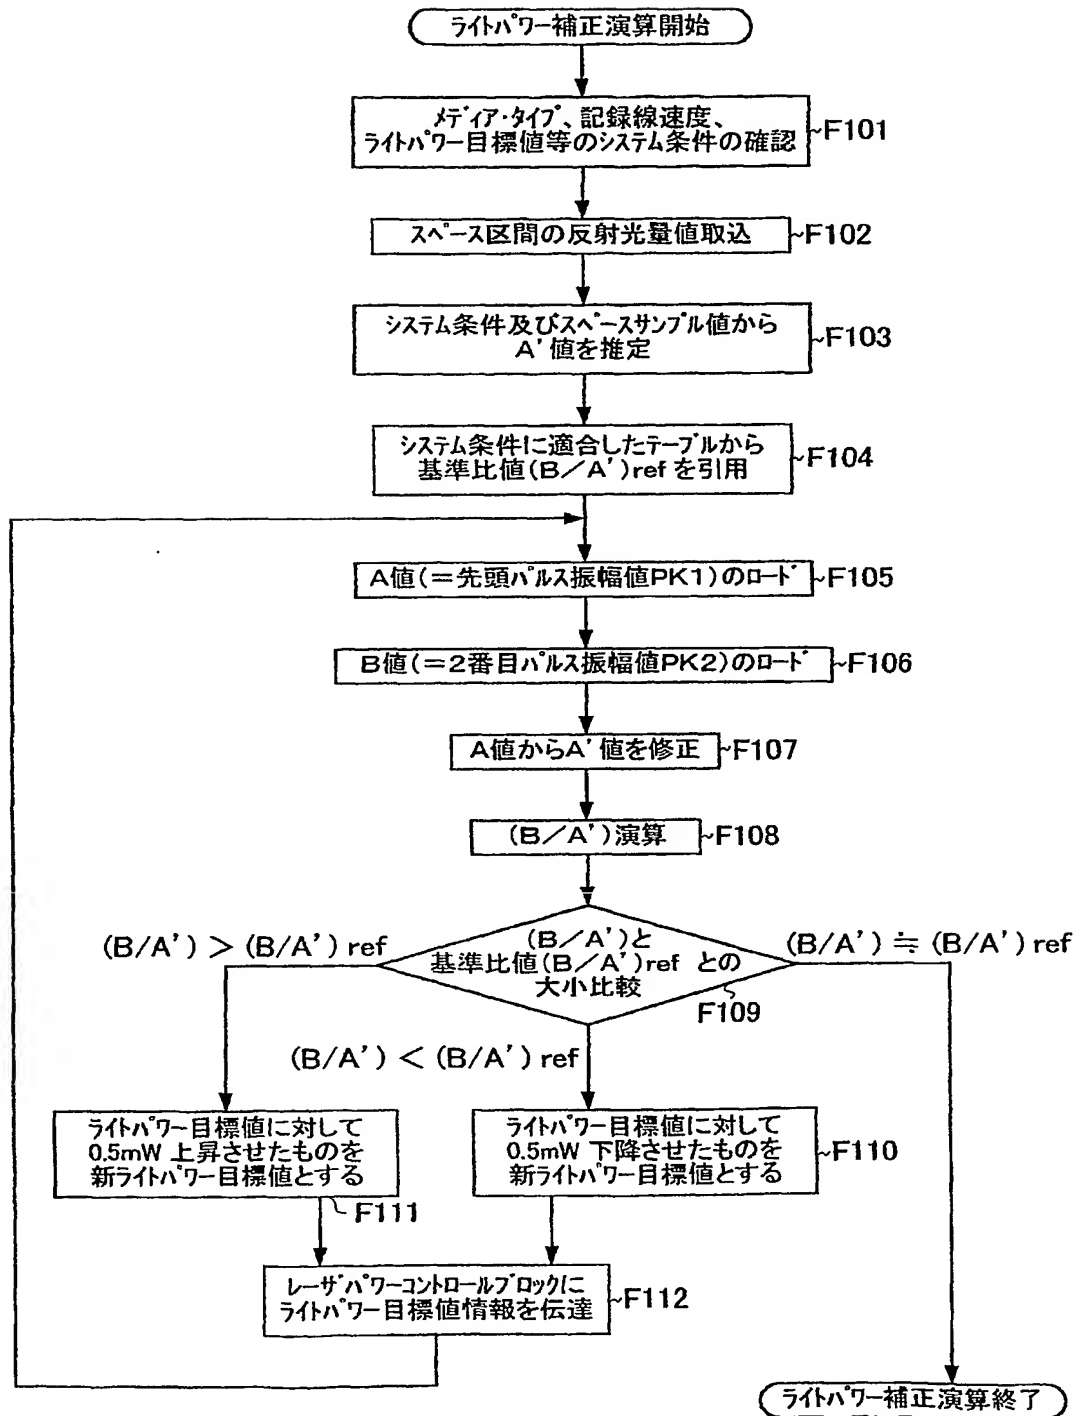 ﾗｲﾄﾊﾟﾜｰ補正演算開始
ﾒﾃﾞｨｱ･ﾀｲﾌﾟ、記録線速度、
ﾗｲﾄﾊﾟﾜｰ目標値等のシステム条件の確認
F101
スペース区間の反射光量値取込
F102
システム条件及びスペースサンプル値から
A' 値を推定
F103
システム条件に適合したテーブルから
基準比値(B／A')ref を引用
F104
A値(＝先頭パルス振幅値PK1)のロード
F105
B値(＝2番目パルス振幅値PK2)のロード
F106
A値からA' 値を修正
F107
(B／A')演算
F108
(B/A') ＞ (B/A') ref
(B／A')と
基準比値(B／A')ref との
大小比較
(B/A') ≒ (B/A') ref
F109
(B/A') ＜ (B/A') ref
ﾗｲﾄﾊﾟﾜｰ目標値に対して
0.5mW 上昇させたものを
新ﾗｲﾄﾊﾟﾜｰ目標値とする
F111
ﾗｲﾄﾊﾟﾜｰ目標値に対して
0.5mW 下降させたものを
新ﾗｲﾄﾊﾟﾜｰ目標値とする
F110
ﾚｰｻﾞﾊﾟﾜｰｺﾝﾄﾛｰﾙﾌﾞﾛｯｸに
ﾗｲﾄﾊﾟﾜｰ目標値情報を伝達
F112
ﾗｲﾄﾊﾟﾜｰ補正演算終了